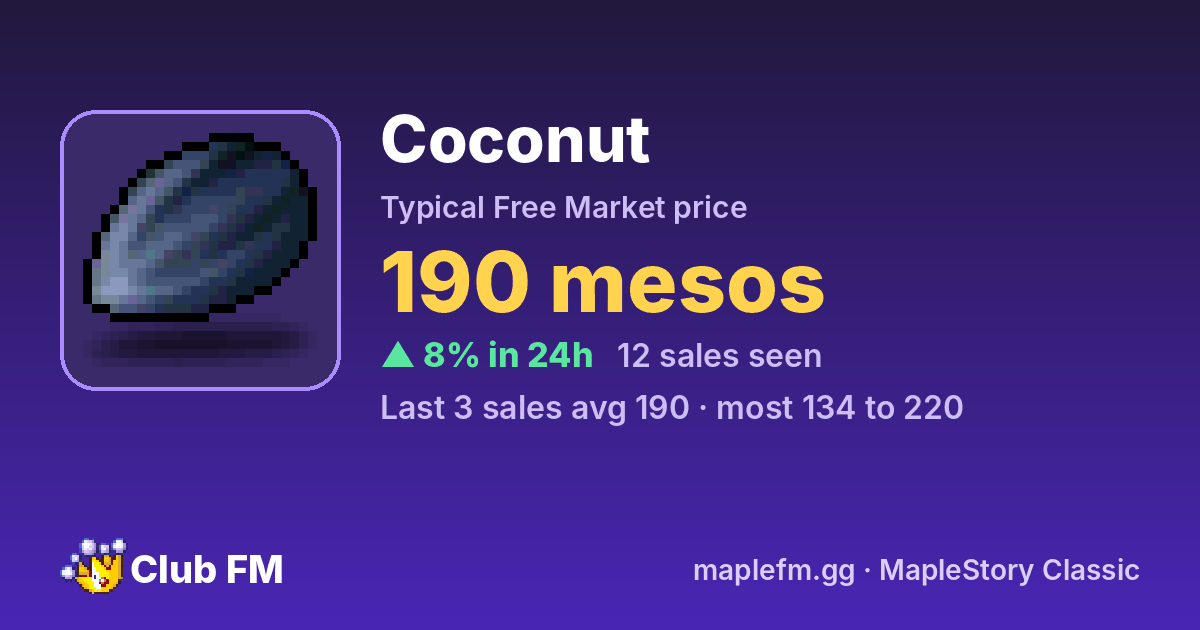 Coconut
Typical Free Market price
190 mesos
▲ 8% in 24h 12 sales seen
Last 3 sales avg 190 · most 134 to 220
Club FM
maplefm.gg · MapleStory Classic